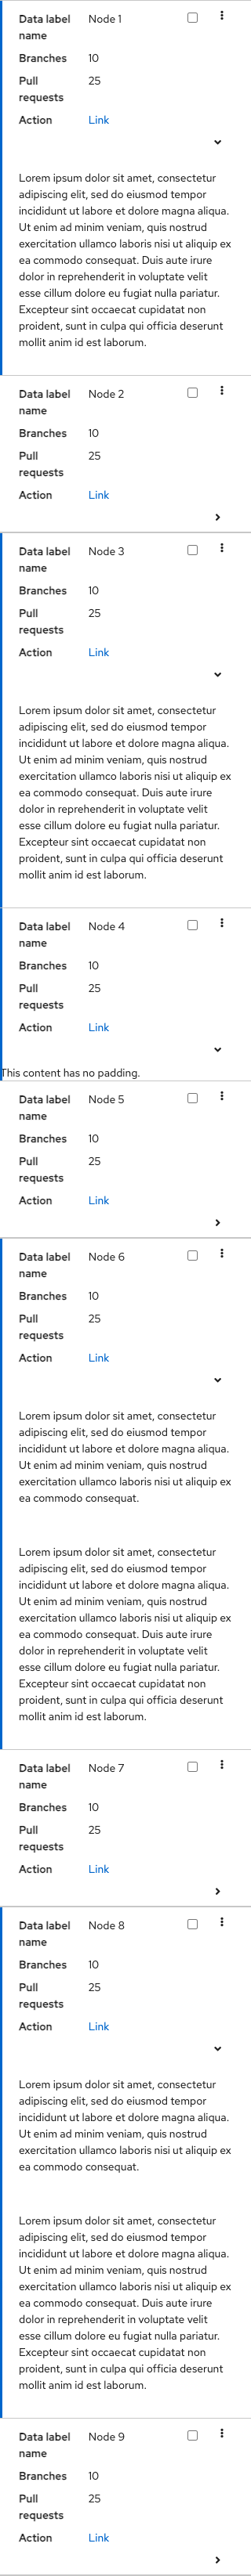 Data label name Node 1
Branches 10
Pull requests 25
Action Link
Lorem ipsum dolor sit amet, consectetur
adipiscing elit, sed do eiusmod tempor
incididunt ut labore et dolore magna aliqua.
Ut enim ad minim veniam, quis nostrud
exercitation ullamco laboris nisi ut aliquip ex
ea commodo consequat. Duis aute irure
dolor in reprehenderit in voluptate velit
esse cillum dolore eu fugiat nulla pariatur.
Excepteur sint occaecat cupidatat non
proident, sunt in culpa qui officia deserunt
mollit anim id est laborum.
Data label name Node 2
Branches 10
Pull requests 25
Action Link
Data label name Node 3
Branches 10
Pull requests 25
Action Link
Lorem ipsum dolor sit amet, consectetur
adipiscing elit, sed do eiusmod tempor
incididunt ut labore et dolore magna aliqua.
Ut enim ad minim veniam, quis nostrud
exercitation ullamco laboris nisi ut aliquip ex
ea commodo consequat. Duis aute irure
dolor in reprehenderit in voluptate velit
esse cillum dolore eu fugiat nulla pariatur.
Excepteur sint occaecat cupidatat non
proident, sunt in culpa qui officia deserunt
mollit anim id est laborum.
Data label name Node 4
Branches 10
Pull requests 25
Action Link
This content has no padding.
Data label name Node 5
Branches 10
Pull requests 25
Action Link
Data label name Node 6
Branches 10
Pull requests 25
Action Link
Lorem ipsum dolor sit amet, consectetur
adipiscing elit, sed do eiusmod tempor
incididunt ut labore et dolore magna aliqua.
Ut enim ad minim veniam, quis nostrud
exercitation ullamco laboris nisi ut aliquip ex
ea commodo consequat.
Lorem ipsum dolor sit amet, consectetur
adipiscing elit, sed do eiusmod tempor
incididunt ut labore et dolore magna aliqua.
Ut enim ad minim veniam, quis nostrud
exercitation ullamco laboris nisi ut aliquip ex
ea commodo consequat. Duis aute irure
dolor in reprehenderit in voluptate velit
esse cillum dolore eu fugiat nulla pariatur.
Excepteur sint occaecat cupidatat non
proident, sunt in culpa qui officia deserunt
mollit anim id est laborum.
Data label name Node 7
Branches 10
Pull requests 25
Action Link
Data label name Node 8
Branches 10
Pull requests 25
Action Link
Lorem ipsum dolor sit amet, consectetur
adipiscing elit, sed do eiusmod tempor
incididunt ut labore et dolore magna aliqua.
Ut enim ad minim veniam, quis nostrud
exercitation ullamco laboris nisi ut aliquip ex
ea commodo consequat.
Lorem ipsum dolor sit amet, consectetur
adipiscing elit, sed do eiusmod tempor
incididunt ut labore et dolore magna aliqua.
Ut enim ad minim veniam, quis nostrud
exercitation ullamco laboris nisi ut aliquip ex
ea commodo consequat. Duis aute irure
dolor in reprehenderit in voluptate velit
esse cillum dolore eu fugiat nulla pariatur.
Excepteur sint occaecat cupidatat non
proident, sunt in culpa qui officia deserunt
mollit anim id est laborum.
Data label name Node 9
Branches 10
Pull requests 25
Action Link